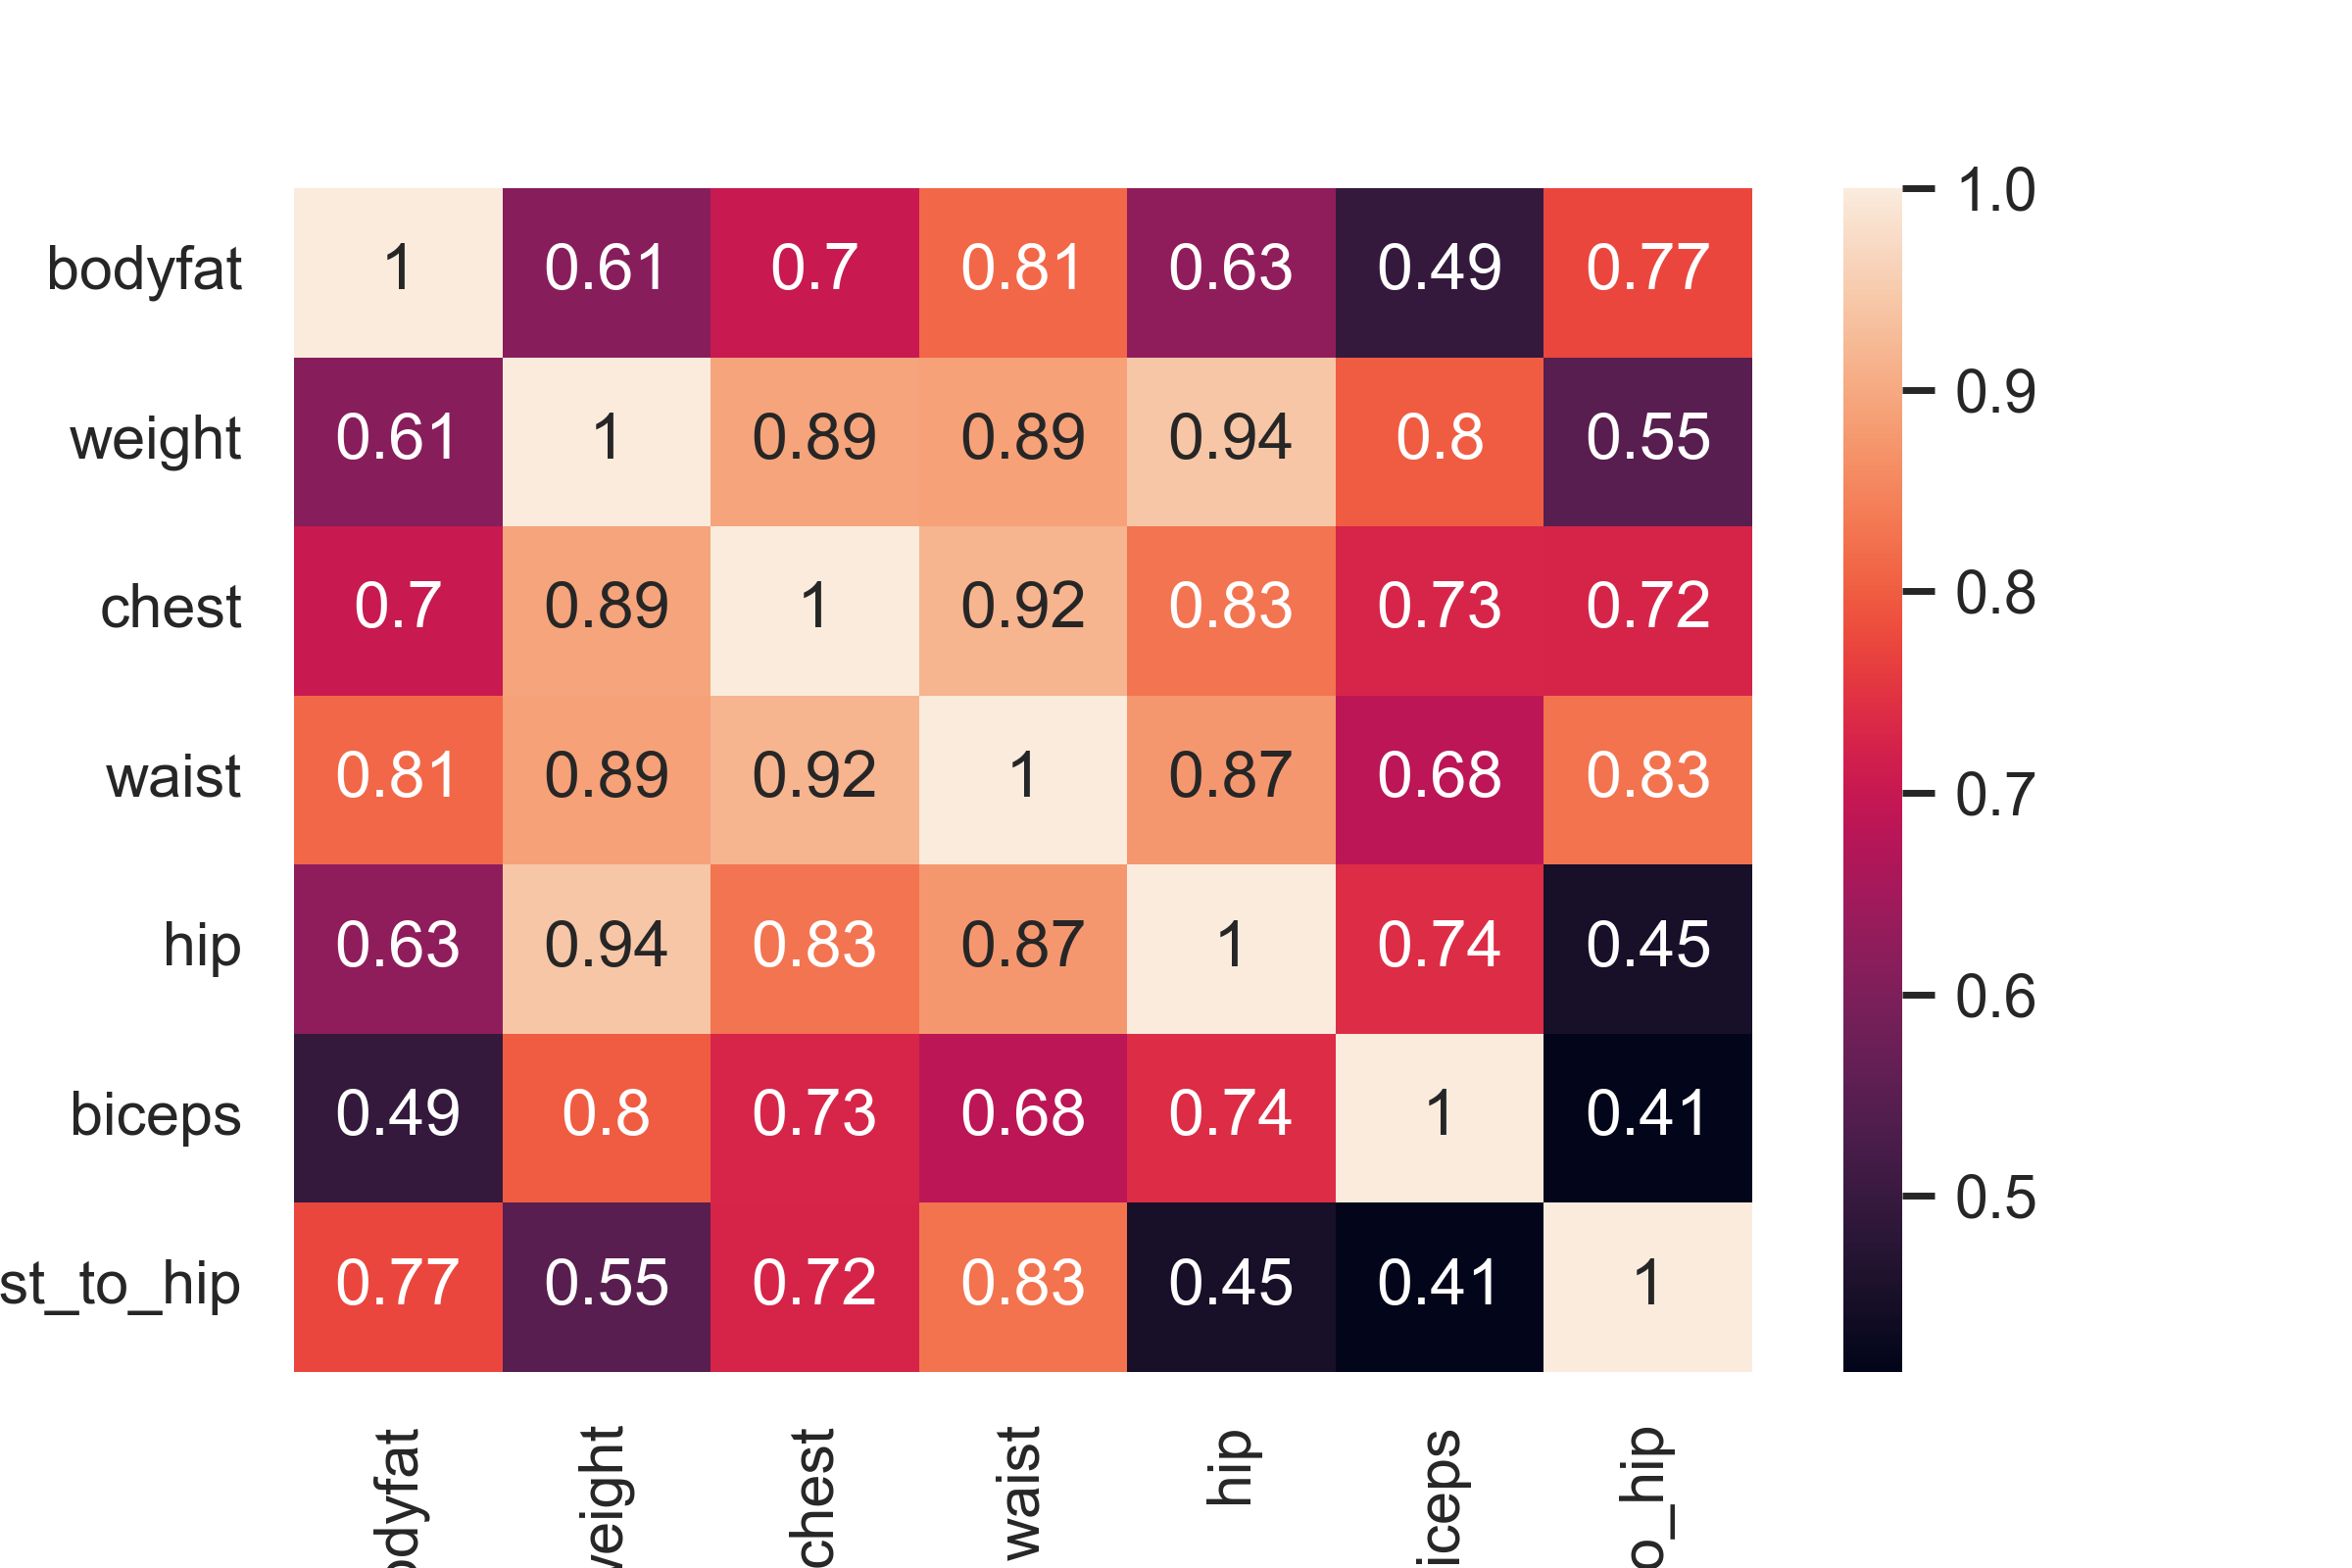 1.0
bodyfat 1 0.61 0.7 0.81 0.63 0.49 0.77
0.9
weight 0.61 1 0.89 0.89 0.94 0.8 0.55
0.8
chest 0.7 0.89 1 0.92 0.83 0.73 0.72
waist 0.81 0.89 0.92 1 0.87 0.68 0.83
0.7
hip 0.63 0.94 0.83 0.87 1 0.74 0.45
0.6
biceps 0.49 0.8 0.73 0.68 0.74 1 0.41
0.5
st_to_hip 0.77 0.55 0.72 0.83 0.45 0.41 1
odyfat
weight
chest
waist
hip
iceps
o_hip